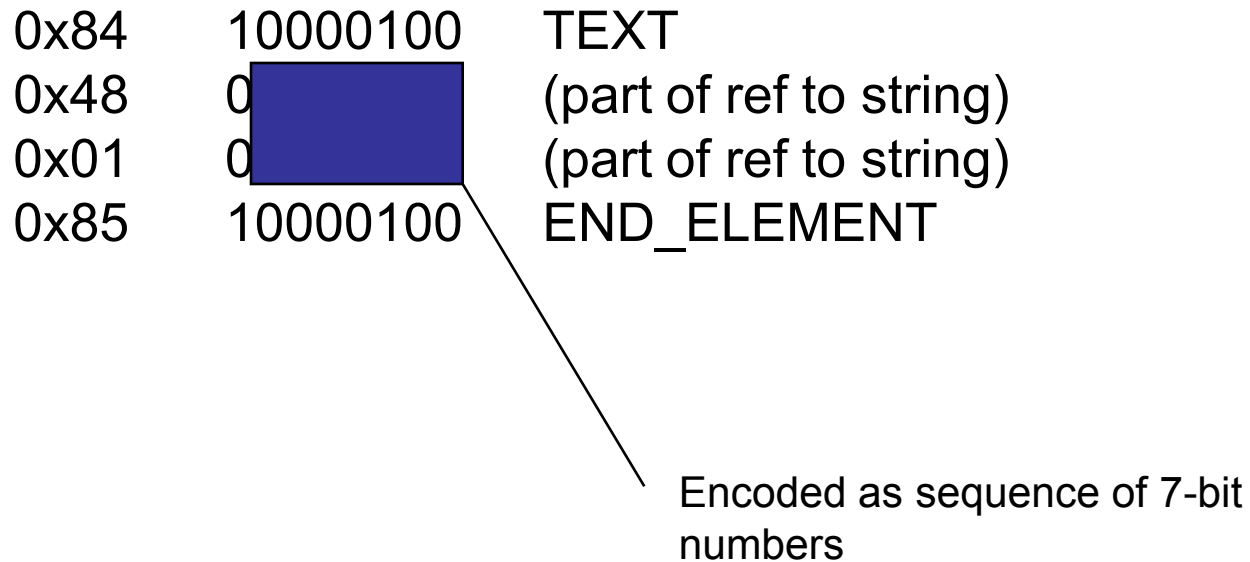 0x84 10000100 TEXT
0x48 0 (part of ref to string)
0x01 0 (part of ref to string)
0x85 10000100 END_ELEMENT
Encoded as sequence of 7-bit
numbers